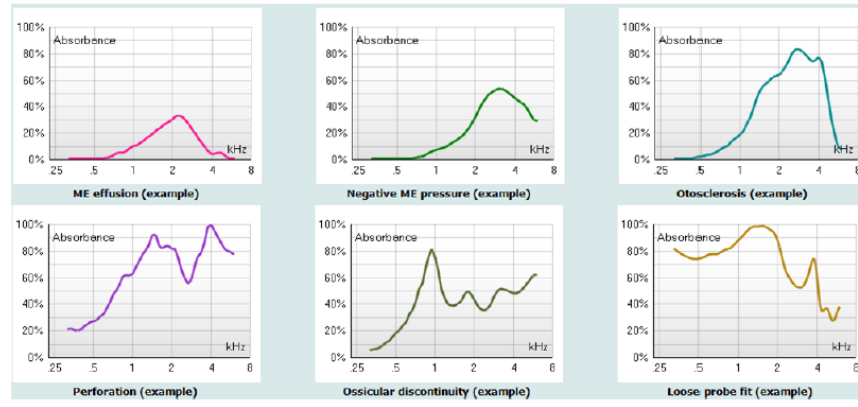 100%
Absorbance
80%
60%
40%
20%
kHz
0%
.25 .5 1 2 4 8
ME effusion (example)
100%
Absorbance
80%
60%
40%
20%
kHz
0%
.25 .5 1 2 4 8
Negative ME pressure (example)
100%
Absorbance
80%
60%
40%
20%
kHz
0%
.25 .5 1 2 4 8
Otosclerosis (example)
100%
Absorbance
80%
60%
40%
20%
kHz
0%
.25 .5 1 2 4 8
Perforation (example)
100%
Absorbance
80%
60%
40%
20%
kHz
0%
.25 .5 1 2 4 8
Ossicular discontinuity (example)
100%
Absorbance
80%
60%
40%
20%
kHz
0%
.25 .5 1 2 4 8
Loose probe fit (example)